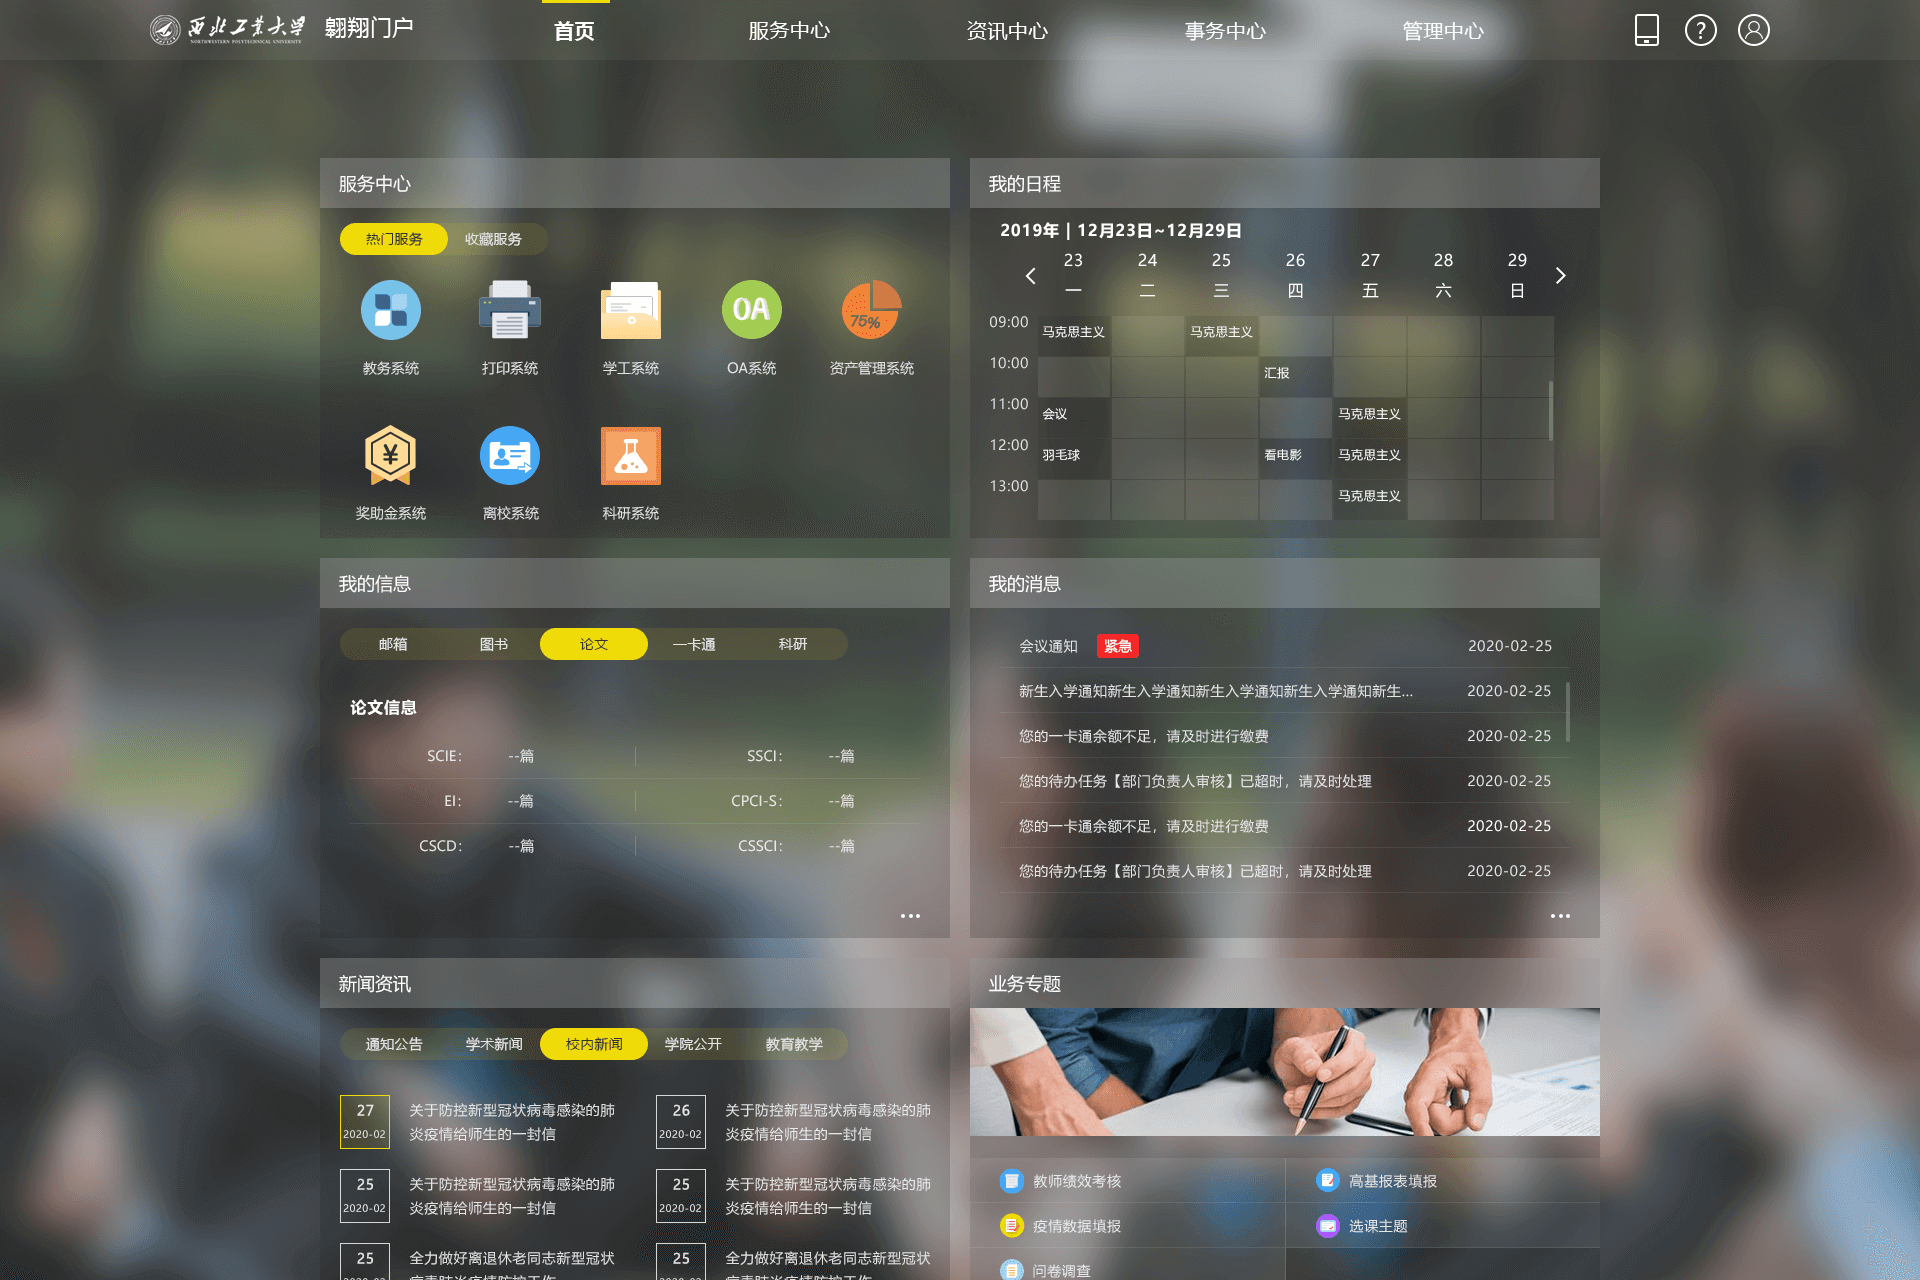 西北工业大学 翱翔门户 首页 服务中心 资讯中心 事务中心 管理中心
NORTHWESTERN POLYTECHNICAL UNIVERSITY
服务中心
热门服务 收藏服务
OA 75%
教务系统 打印系统 学工系统 OA系统 资产管理系统
¥
奖助金系统 离校系统 科研系统
我的日程
2019年 | 12月23日~12月29日
23 24 25 26 27 28 29
一 二 三 四 五 六 日
09:00 马克思主义 马克思主义
10:00 汇报
11:00 会议 马克思主义
12:00 羽毛球 看电影 马克思主义
13:00 马克思主义
我的信息
邮箱 图书 论文 一卡通 科研
论文信息
SCIE: --篇 SSCI: --篇
EI: --篇 CPCI-S: --篇
CSCD: --篇 CSSCI: --篇
我的消息
会议通知 紧急 2020-02-25
新生入学通知新生入学通知新生入学通知新生入学通知新生... 2020-02-25
您的一卡通余额不足，请及时进行缴费 2020-02-25
您的待办任务【部门负责人审核】已超时，请及时处理 2020-02-25
您的一卡通余额不足，请及时进行缴费 2020-02-25
您的待办任务【部门负责人审核】已超时，请及时处理 2020-02-25
新闻资讯
通知公告 学术新闻 校内新闻 学院公开 教育教学
27 关于防控新型冠状病毒感染的肺
2020-02 炎疫情给师生的一封信
26 关于防控新型冠状病毒感染的肺
2020-02 炎疫情给师生的一封信
25 关于防控新型冠状病毒感染的肺
2020-02 炎疫情给师生的一封信
25 关于防控新型冠状病毒感染的肺
2020-02 炎疫情给师生的一封信
25 全力做好离退休老同志新型冠状
25 全力做好离退休老同志新型冠状
业务专题
教师绩效考核 高基报表填报
疫情数据填报 选课主题
问卷调查